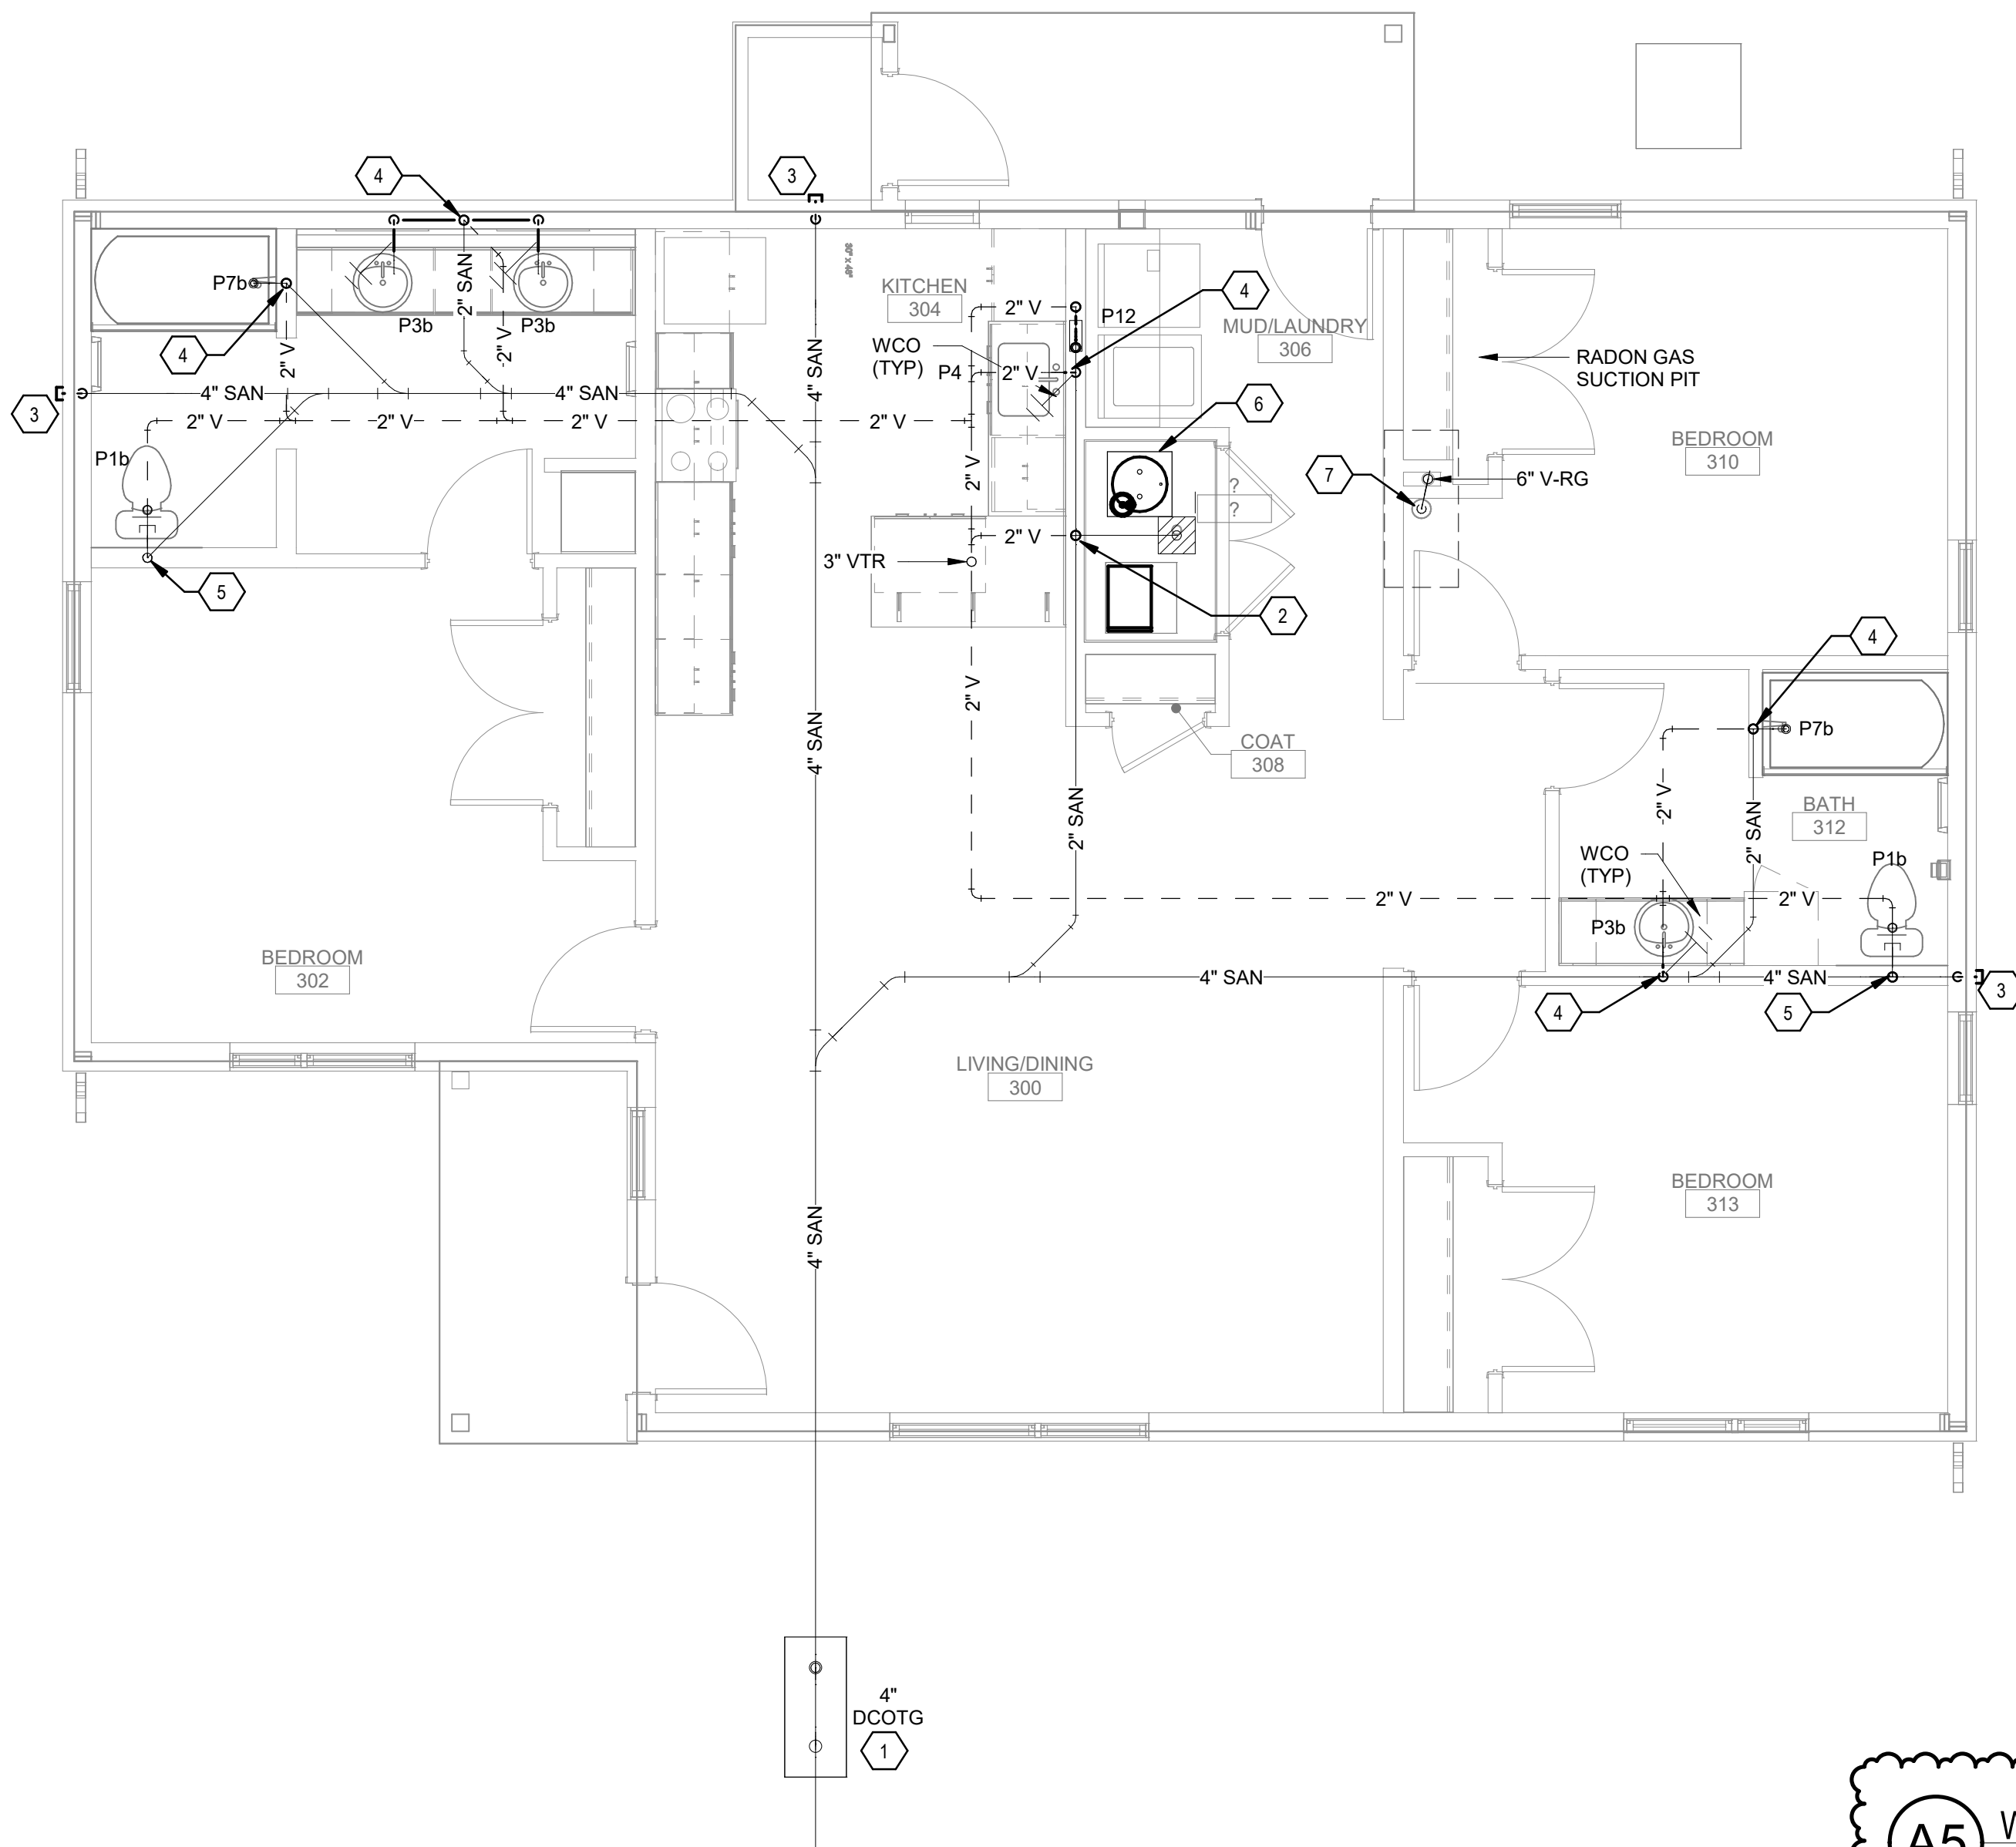 3
4
30" x 48"
P7b
P3b
P3b
2" SAN
2" V
2" V
4
3
4" SAN
4" SAN
4" SAN
2" V
2" V
2" V
2" V
P1b
5
KITCHEN
304
2" V
P12
4
WCO
(TYP)
P4
2" V
MUD/LAUNDRY
306
RADON GAS
SUCTION PIT
6
BEDROOM
310
2" V
?
?
7
6" V-RG
2" V
3" VTR
2
2" V
4" SAN
4
P7b
COAT
308
2" SAN
2" V
2" SAN
BATH
312
WCO
(TYP)
P1b
2" V
2" V
P3b
BEDROOM
302
4" SAN
4" SAN
3
4
5
LIVING/DINING
300
4" SAN
BEDROOM
313
4"
DCOTG
1
A5